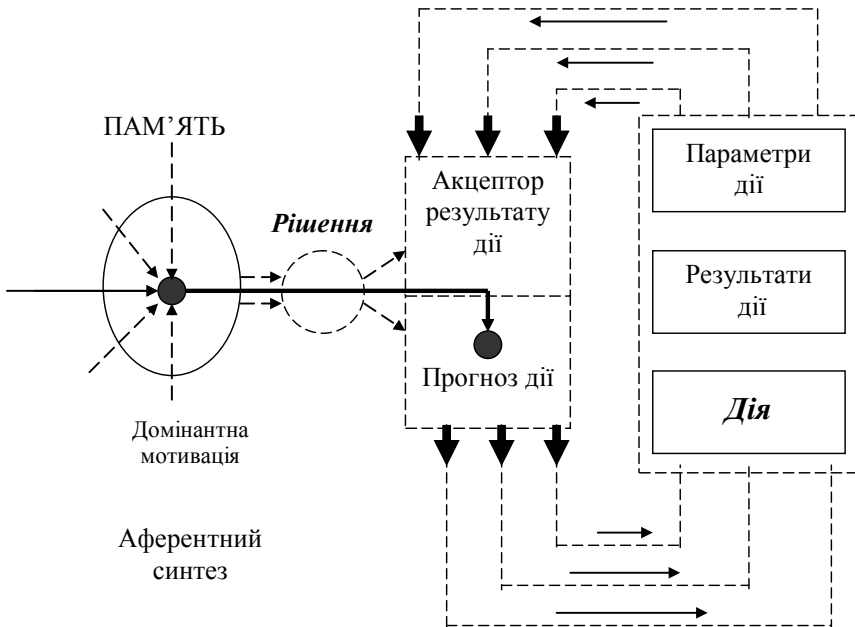 ПАМ’ЯТЬ
Рішення
Домінантна
мотивація
Аферентний
синтез
Акцептор
результату
дії
Прогноз дії
Параметри
дії
Результати
дії
Дія